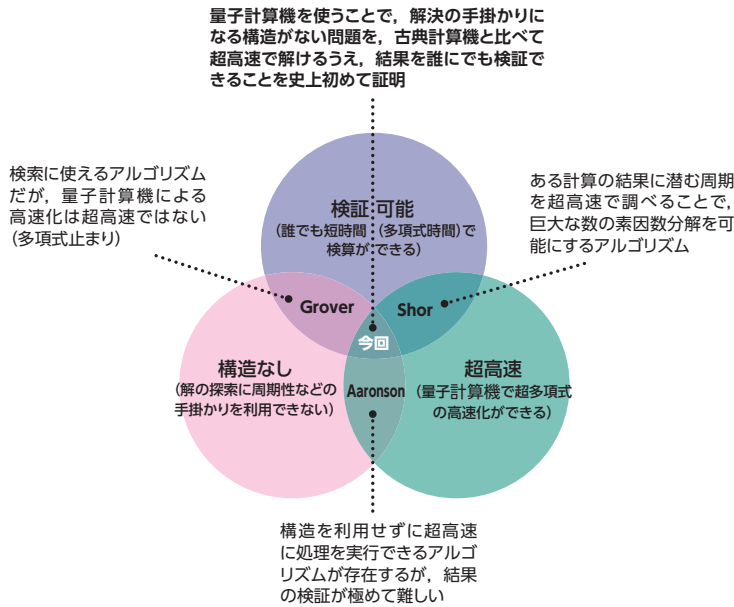 量子計算機を使うことで，解決の手掛かりに
なる構造がない問題を，古典計算機と比べて
超高速で解けるうえ，結果を誰にでも検証で
きることを史上初めて証明
検索に使えるアルゴリズム
だが，量子計算機による
高速化は超高速ではない
（多項式止まり）
ある計算の結果に潜む周期
を超高速で調べることで，
巨大な数の素因数分解を可
能にするアルゴリズム
検証可能
（誰でも短時間（多項式時間）で
検算ができる）
Grover
Shor
今回
構造なし
（解の探索に周期性などの
手掛かりを利用できない）
Aaronson
超高速
（量子計算機で超多項式
の高速化ができる）
構造を利用せずに超高速
に処理を実行できるアルゴ
リズムが存在するが，結果
の検証が極めて難しい